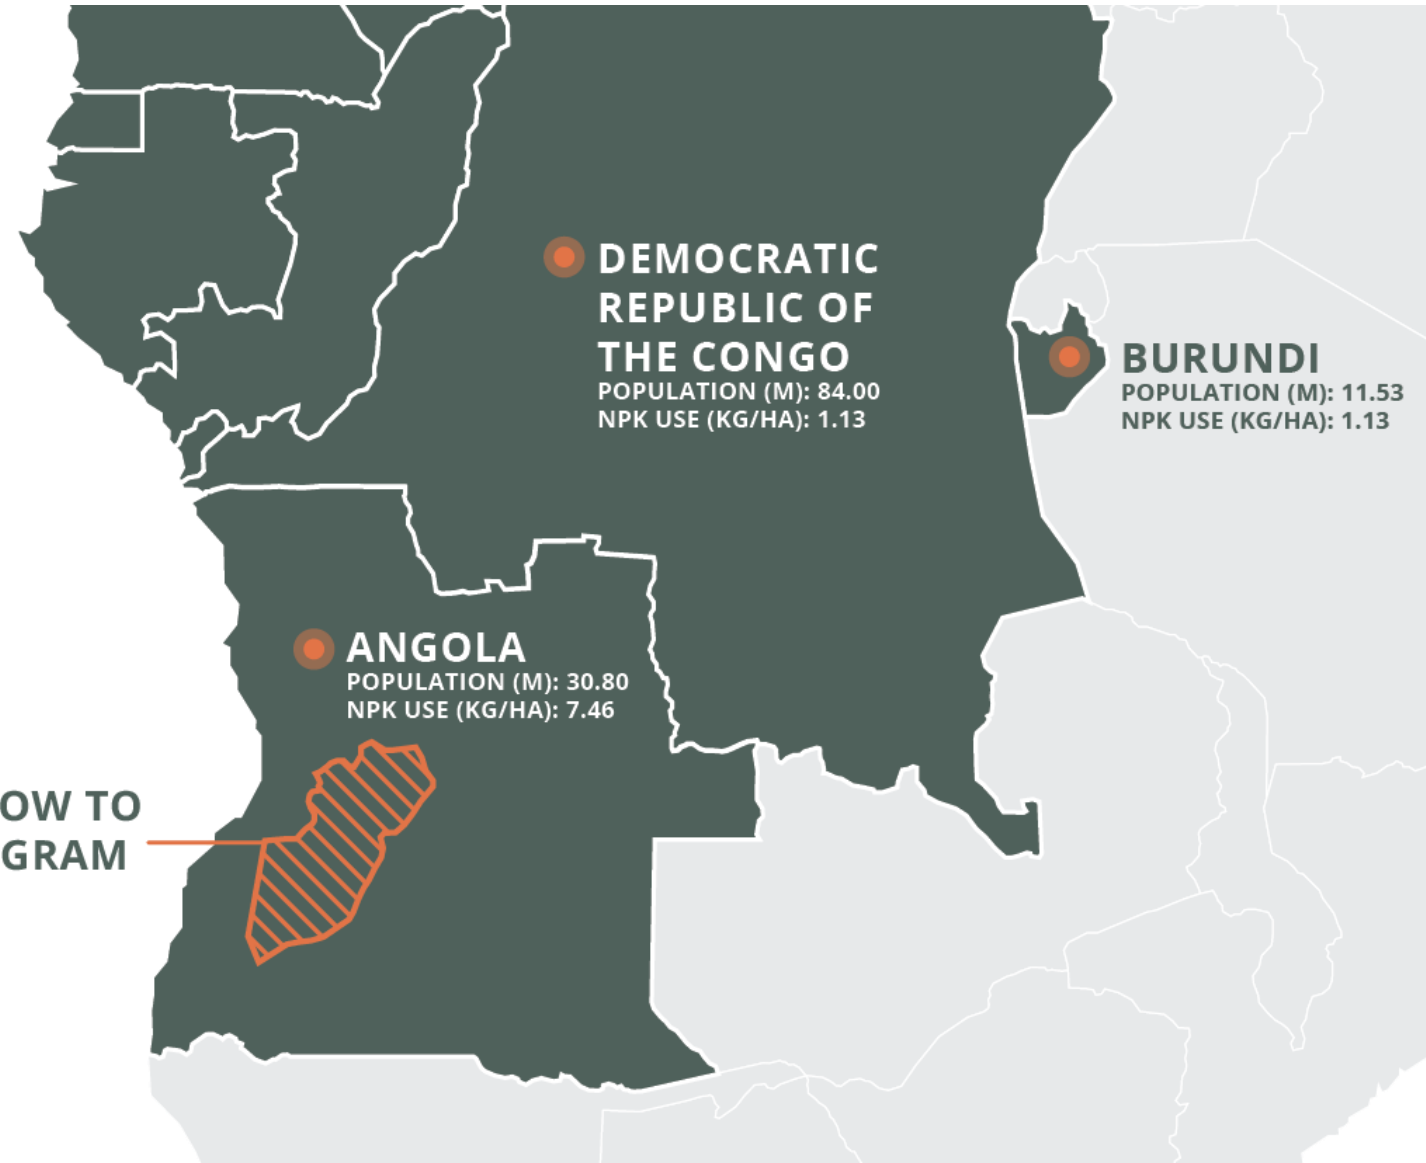 DEMOCRATIC
REPUBLIC OF
THE CONGO
POPULATION (M): 84.00
NPK USE (KG/HA): 1.13
BURUNDI
POPULATION (M): 11.53
NPK USE (KG/HA): 1.13
ANGOLA
POPULATION (M): 30.80
NPK USE (KG/HA): 7.46
OW TO
GRAM